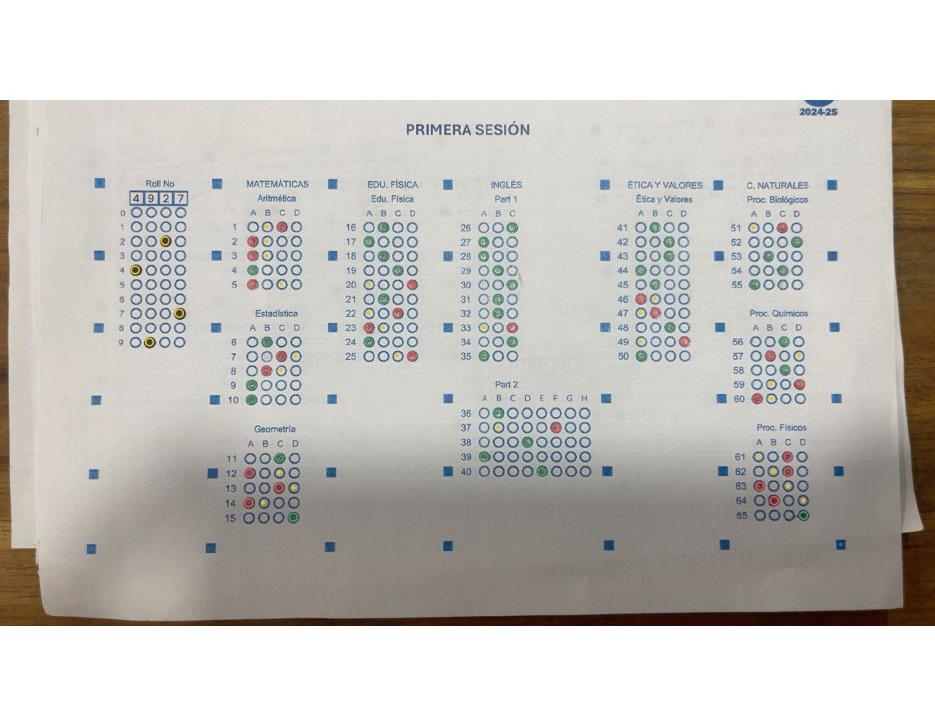 2024-2S
PRIMERA SESIÓN
Roll No
4 9 2 7
0
1
2
3
4
5
6
7
8
9
MATEMÁTICAS
Aritmética
A B C D
1
2
3
4
5
Estadística
A B C D
6
7
8
9
10
Geometría
A B C D
11
12
13
14
15
EDU. FÍSICA
Edu. Física
A B C D
16
17
18
19
20
21
22
23
24
25
INGLÉS
Part 1
A B C
26
27
28
29
30
31
32
33
34
35
Part 2
A B C D E F G H
36
37
38
39
40
ÉTICA Y VALORES
Ética y Valores
A B C D
41
42
43
44
45
46
47
48
49
50
C. NATURALES
Proc. Biológicos
A B C D
51
52
53
54
55
Proc. Químicos
A B C D
56
57
58
59
60
Proc. Físicos
A B C D
61
62
63
64
65